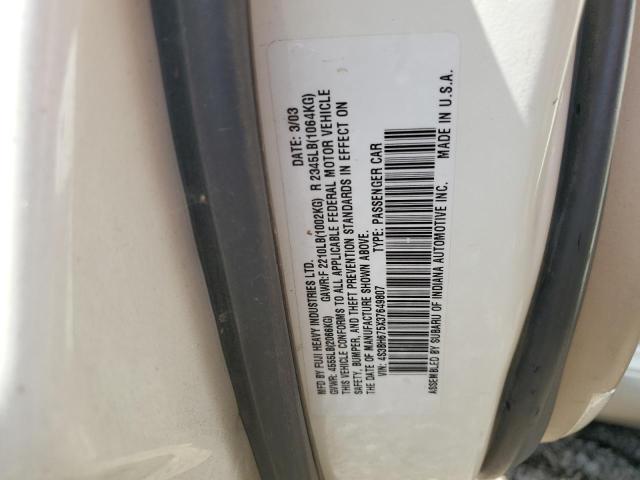 MFD BY FUJI HEAVY INDUSTRIES LTD. DATE: 3/03
GVWR: 4555LB(2066KG) GAWR:F 2210LB(1002KG) R 2345LB(1064KG)
THIS VEHICLE CONFORMS TO ALL APPLICABLE FEDERAL MOTOR VEHICLE
SAFETY, BUMPER, AND THEFT PREVENTION STANDARDS IN EFFECT ON
THE DATE OF MANUFACTURE SHOWN ABOVE.
VIN: 4S3BH675X37649807 TYPE: PASSENGER CAR
ASSEMBLED BY SUBARU OF INDIANA AUTOMOTIVE INC. MADE IN U.S.A.